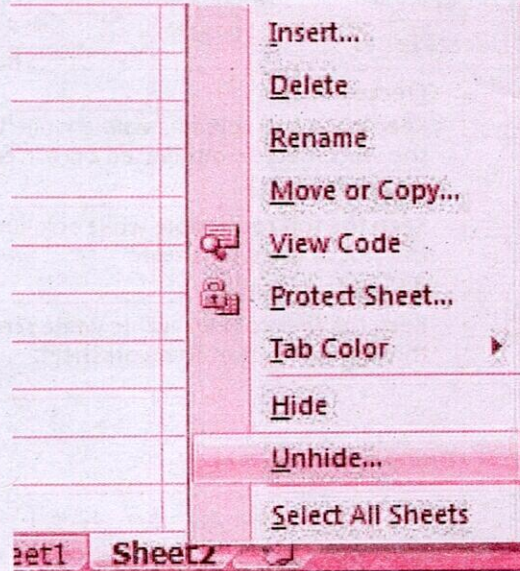 Insert...
Delete
Rename
Move or Copy...
View Code
Protect Sheet...
Tab Color
Hide
Unhide...
Select All Sheets
eet1 Sheet2